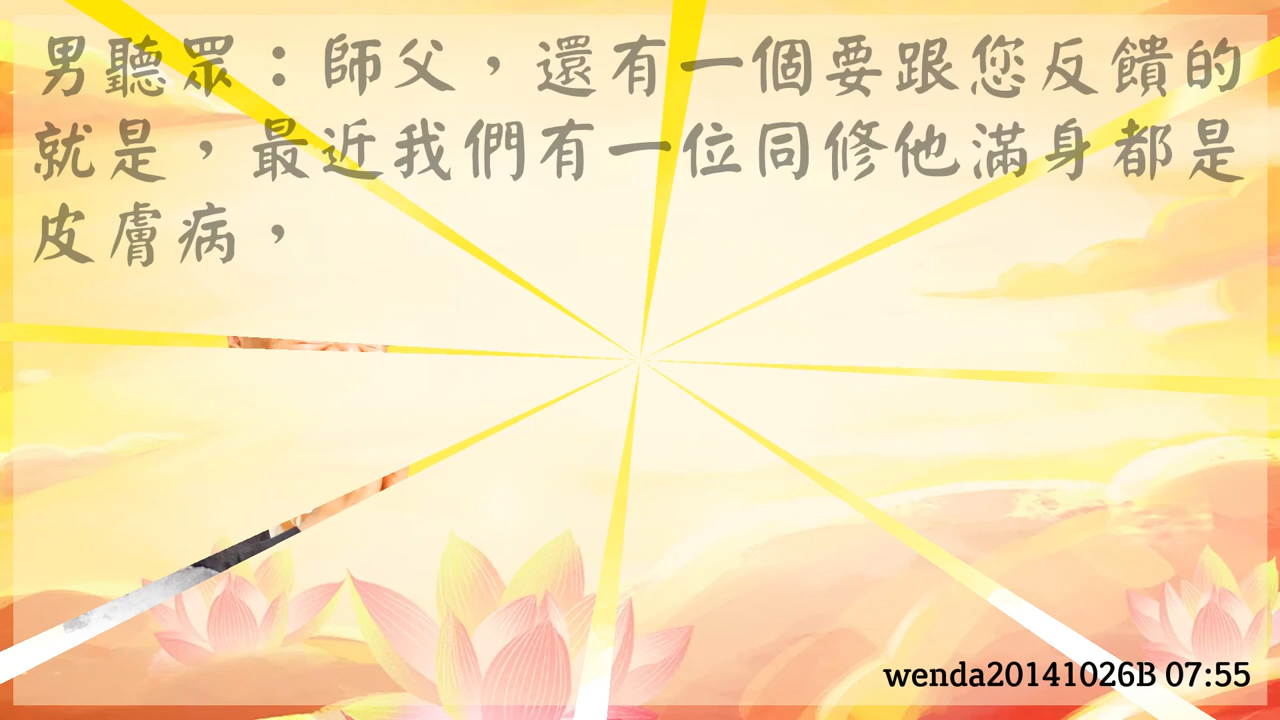 男聽眾：師父，還有一個要跟您反饋的
就是，最近我們有一位同修他滿身都是
皮膚病，
wenda20141026B 07:55